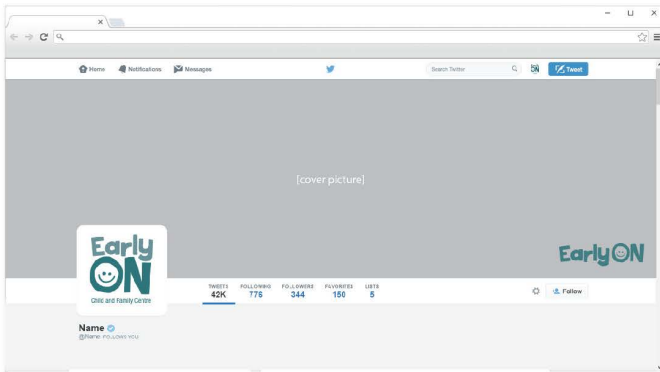 Home Notifications Messages Search Twitter ON Tweet
[cover picture]
Early
ON
Child and Family Centre
EarlyON
TWEETS FOLLOWING FOLLOWERS FAVORITES LISTS
42K 776 344 150 5
Follow
Name
@Name FOLLOWS YOU